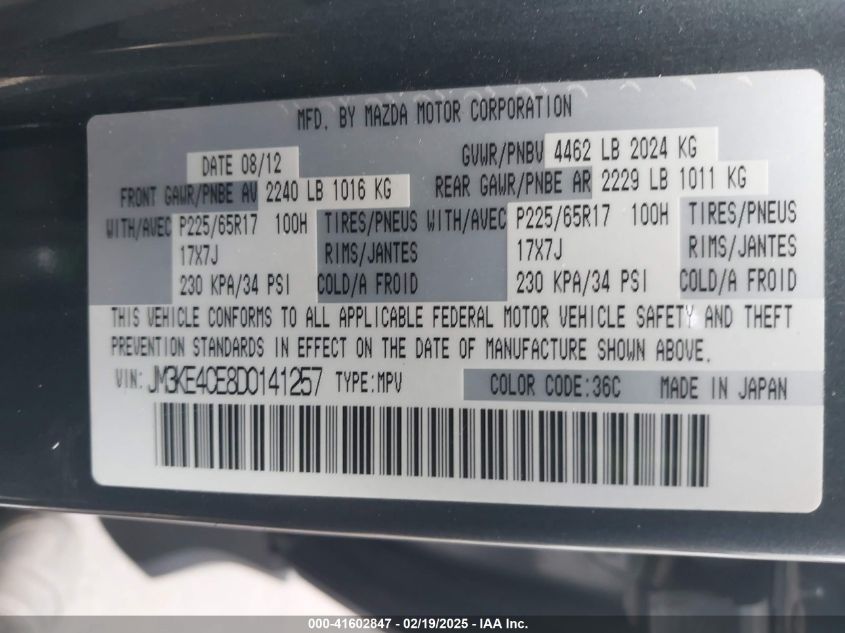 MFD. BY MAZDA MOTOR CORPORATION
DATE 08/12 GVWR/PNBV 4462 LB 2024 KG
FRONT GAWR/PNBE AV 2240 LB 1016 KG REAR GAWR/PNBE AR 2229 LB 1011 KG
WITH/AVEC P225/65R17 100H TIRES/PNEUS WITH/AVEC P225/65R17 100H TIRES/PNEUS
17X7J RIMS/JANTES 17X7J RIMS/JANTES
230 KPA/34 PSI COLD/A FROID 230 KPA/34 PSI COLD/A FROID
THIS VEHICLE CONFORMS TO ALL APPLICABLE FEDERAL MOTOR VEHICLE SAFETY AND THEFT
PREVENTION STANDARDS IN EFFECT ON THE DATE OF MANUFACTURE SHOWN ABOVE.
VIN: JM3KE4CE8D0141257 TYPE:MPV COLOR CODE:36C MADE IN JAPAN
000-41602847 - 02/19/2025 - IAA Inc.